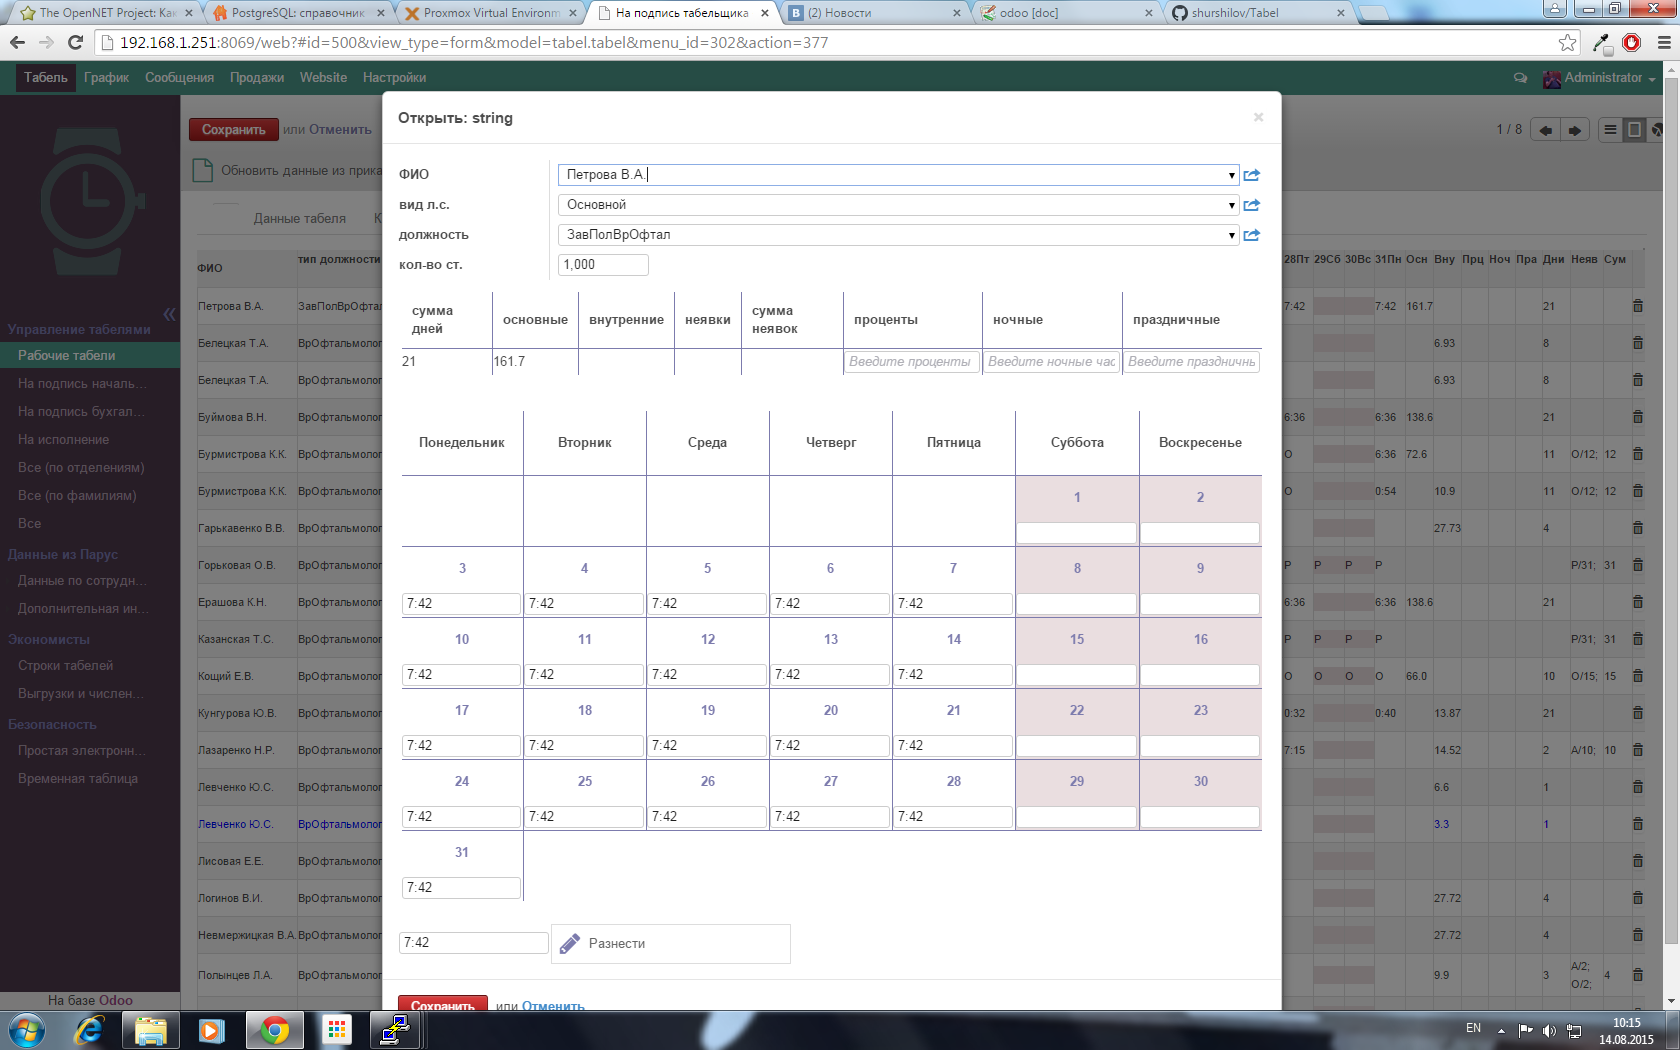 The OpenNET Project: Как
PostgreSQL: справочник
Proxmox Virtual Environm
На подпись табельщика
(2) Новости
odoo [doc]
shurshilov/Tabel
192.168.1.251:8069/web?#id=500&view_type=form&model=tabel.tabel&menu_id=302&action=377
Табель График Сообщения Продажи Website Настройки
Administrator
Сохранить или Отменить
1 / 8
Обновить данные из прика
Данные табеля К
Управление табелями
Рабочие табели
На подпись началь...
На подпись бухгал...
На исполнение
Все (по отделениям)
Все (по фамилиям)
Все
Данные из Парус
Данные по сотрудн...
Дополнительная ин...
Экономисты
Строки табелей
Выгрузки и числен...
Безопасность
Простая электронн...
Временная таблица
На базе Odoo
ФИО тип должности 28Пт 29Сб 30Вс 31Пн Осн Вну Прц Ноч Пра Дни Неяв Сум
Петрова В.А. ЗавПолВрОфтал 7:42 7:42 161.7 21
Белецкая Т.А. ВрОфтальмолог 6.93 8
Белецкая Т.А. ВрОфтальмолог 6.93 8
Буймова В.Н. ВрОфтальмолог 6:36 6:36 138.6 21
Бурмистрова К.К. ВрОфтальмолог О 6:36 72.6 11 О/12; 12
Бурмистрова К.К. ВрОфтальмолог О 0:54 10.9 11 О/12; 12
Гарькавенко В.В. ВрОфтальмолог 27.73 4
Горьковая О.В. ВрОфтальмолог Р Р Р Р Р/31; 31
Ерашова К.Н. ВрОфтальмолог 6:36 6:36 138.6 21
Казанская Т.С. ВрОфтальмолог Р Р Р Р Р/31; 31
Кощий Е.В. ВрОфтальмолог О О О О 66.0 10 О/15; 15
Кунгурова Ю.В. ВрОфтальмолог 0:32 0:40 13.87 21
Лазаренко Н.Р. ВрОфтальмолог 7:15 14.52 2 А/10; 10
Левченко Ю.С. ВрОфтальмолог 6.6 1
Левченко Ю.С. ВрОфтальмолог 3.3 1
Лисовая Е.Е. ВрОфтальмолог
Логинов В.И. ВрОфтальмолог 27.72 4
Невмержицкая В.А. ВрОфтальмолог 27.72 4
Полынцев Л.А. ВрОфтальмолог 9.9 3 А/2; О/2; 4
Открыть: string
×
ФИО Петрова В.А.
вид л.с. Основной
должность ЗавПолВрОфтал
кол-во ст. 1,000
сумма дней основные внутренние неявки сумма неявок проценты ночные праздничные
21 161.7 Введите проценты Введите ночные час Введите праздничнь
Понедельник Вторник Среда Четверг Пятница Суббота Воскресенье
1 2
3 4 5 6 7 8 9
7:42 7:42 7:42 7:42 7:42
10 11 12 13 14 15 16
7:42 7:42 7:42 7:42 7:42
17 18 19 20 21 22 23
7:42 7:42 7:42 7:42 7:42
24 25 26 27 28 29 30
7:42 7:42 7:42 7:42 7:42
31
7:42
7:42 Разнести
Сохранить или Отменить
EN
10:15
14.08.2015